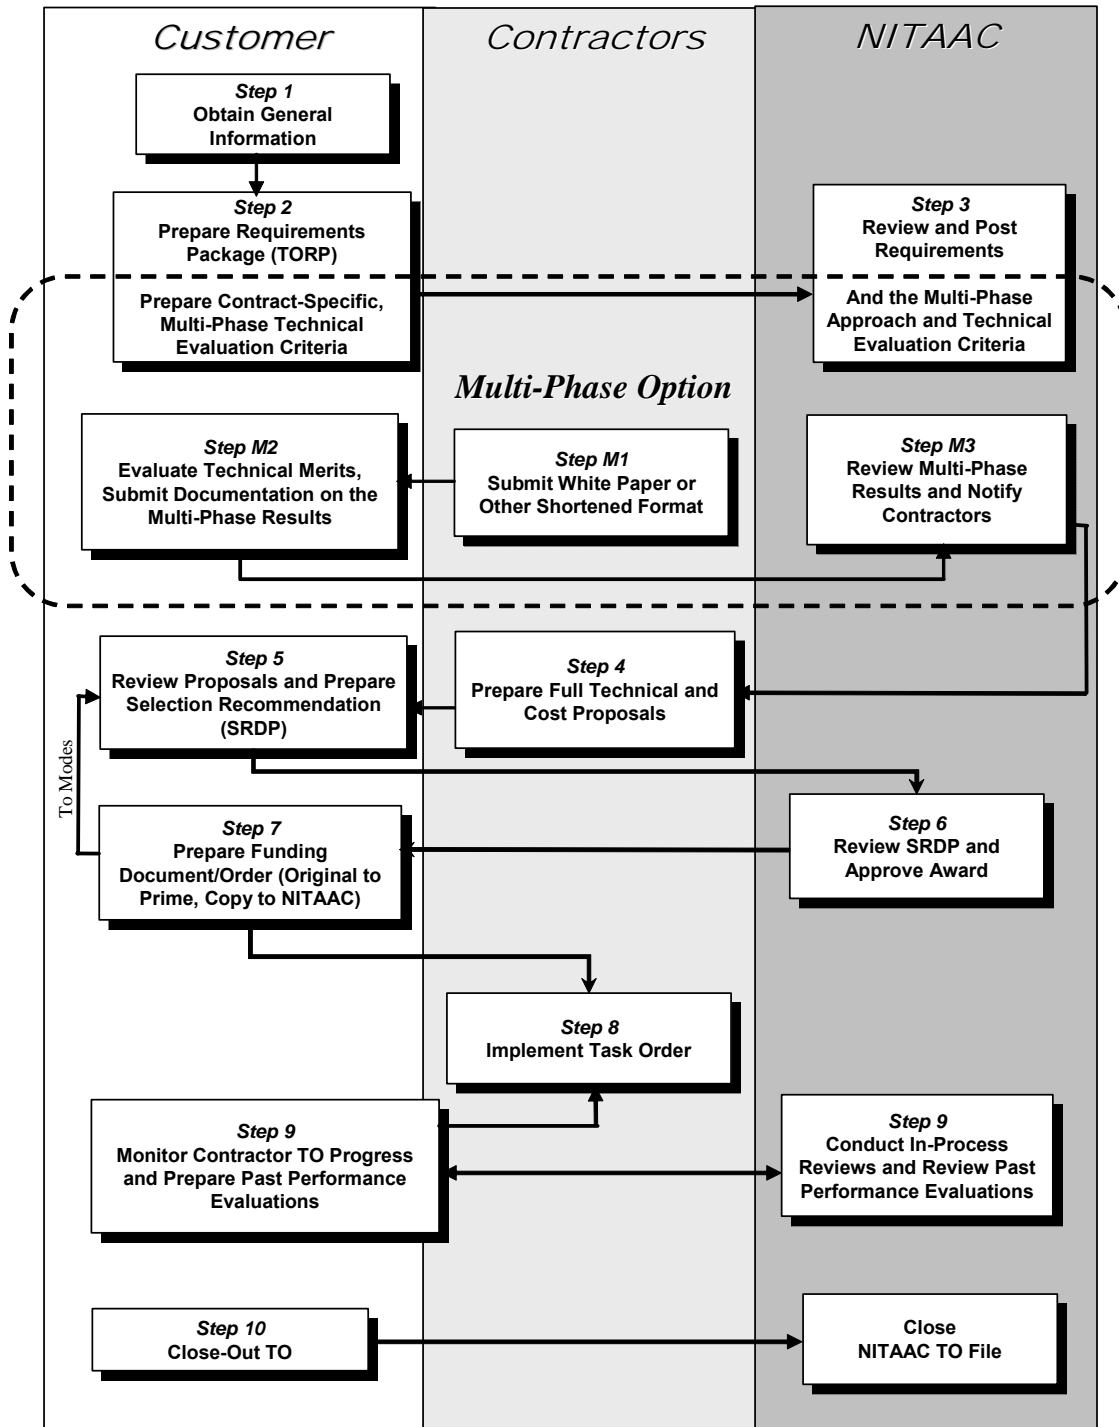 Customer
Contractors
NITAAC
Step 1
Obtain General
Information
Step 2
Prepare Requirements
Package (TORP)
Prepare Contract-Specific,
Multi-Phase Technical
Evaluation Criteria
Step 3
Review and Post
Requirements
And the Multi-Phase
Approach and Technical
Evaluation Criteria
Multi-Phase Option
Step M2
Evaluate Technical Merits,
Submit Documentation on the
Multi-Phase Results
Step M1
Submit White Paper or
Other Shortened Format
Step M3
Review Multi-Phase
Results and Notify
Contractors
Step 5
Review Proposals and Prepare
Selection Recommendation
(SRDP)
Step 4
Prepare Full Technical and
Cost Proposals
To Modes
Step 7
Prepare Funding
Document/Order (Original to
Prime, Copy to NITAAC)
Step 6
Review SRDP and
Approve Award
Step 8
Implement Task Order
Step 9
Monitor Contractor TO Progress
and Prepare Past Performance
Evaluations
Step 9
Conduct In-Process
Reviews and Review Past
Performance Evaluations
Step 10
Close-Out TO
Close
NITAAC TO File